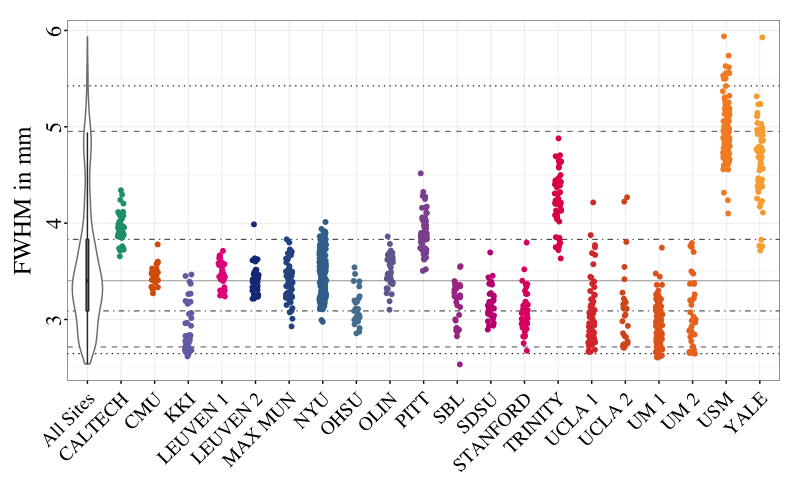 FWHM in mm
6
5
4
3
All Sites
CALTECH
CMU
KKI
LEUVEN 1
LEUVEN 2
MAX MUN
NYU
OHSU
OLIN
PITT
SBL
SDSU
STANFORD
TRINITY
UCLA 1
UCLA 2
UM 1
UM 2
USM
YALE